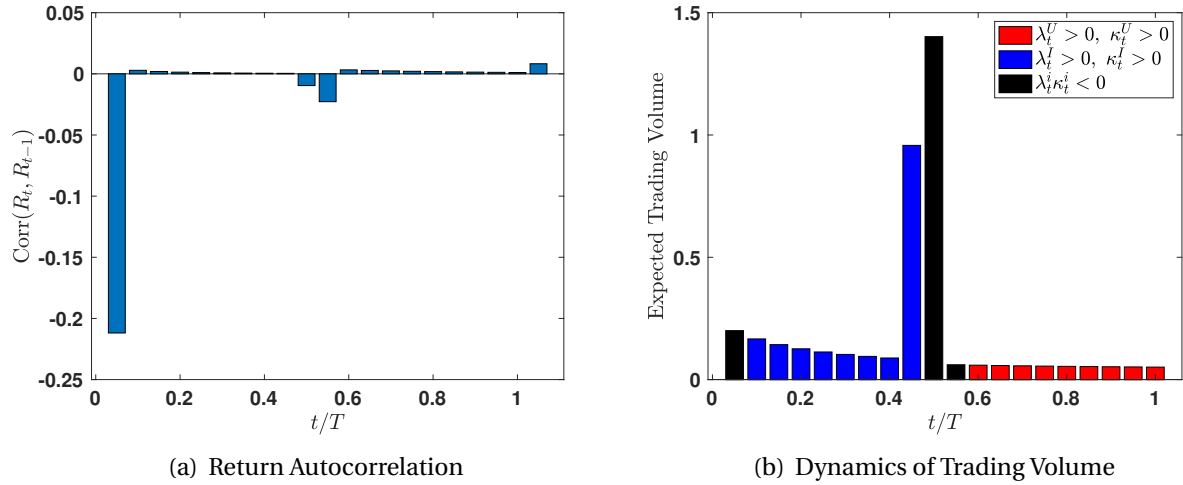 0.05
0
-0.05
-0.1
-0.15
-0.2
-0.25
Corr(R_t, R_{t−1})
0 0.2 0.4 0.6 0.8 1
t/T
(a) Return Autocorrelation
1.5
1
0.5
0
Expected Trading Volume
λ_t^U > 0, κ_t^U > 0
λ_t^I > 0, κ_t^I > 0
λ_t^i κ_t^i < 0
0 0.2 0.4 0.6 0.8 1
t/T
(b) Dynamics of Trading Volume